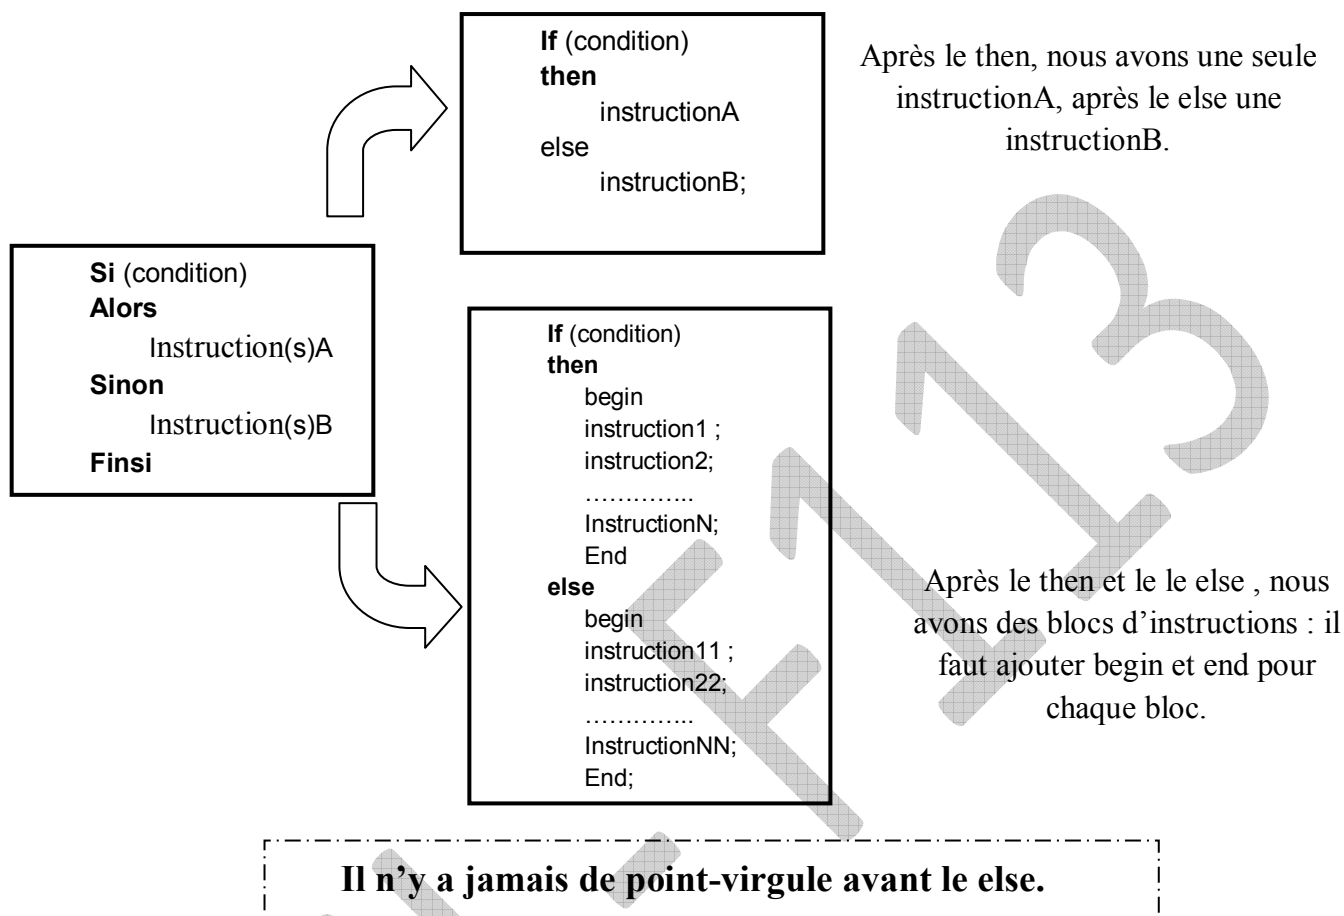 If (condition)
then
instructionA
else
instructionB;
Après le then, nous avons une seule
instructionA, après le else une
instructionB.
Si (condition)
Alors
Instruction(s)A
Sinon
Instruction(s)B
Finsi
If (condition)
then
begin
instruction1 ;
instruction2;
…………..
InstructionN;
End
else
begin
instruction11 ;
instruction22;
…………..
InstructionNN;
End;
Après le then et le le else , nous
avons des blocs d’instructions : il
faut ajouter begin et end pour
chaque bloc.
Il n’y a jamais de point-virgule avant le else.
- F113